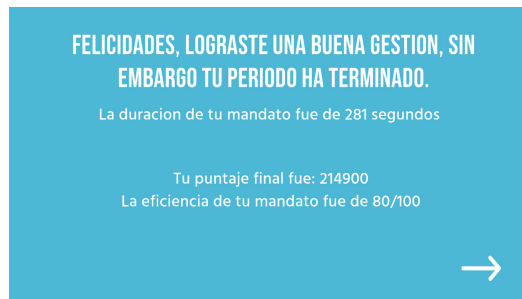 FELICIDADES, LOGRASTE UNA BUENA GESTION, SIN
EMBARGO TU PERIODO HA TERMINADO.
La duracion de tu mandato fue de 281 segundos
Tu puntaje final fue: 214900
La eficiencia de tu mandato fue de 80/100